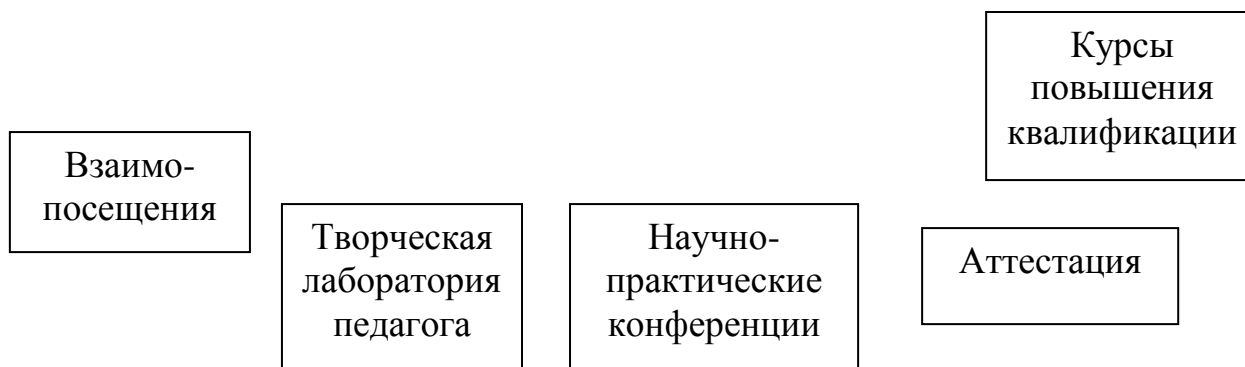 Курсы
повышения
квалификации
Взаимо-
посещения
Творческая
лаборатория
педагога
Научно-
практические
конференции
Аттестация